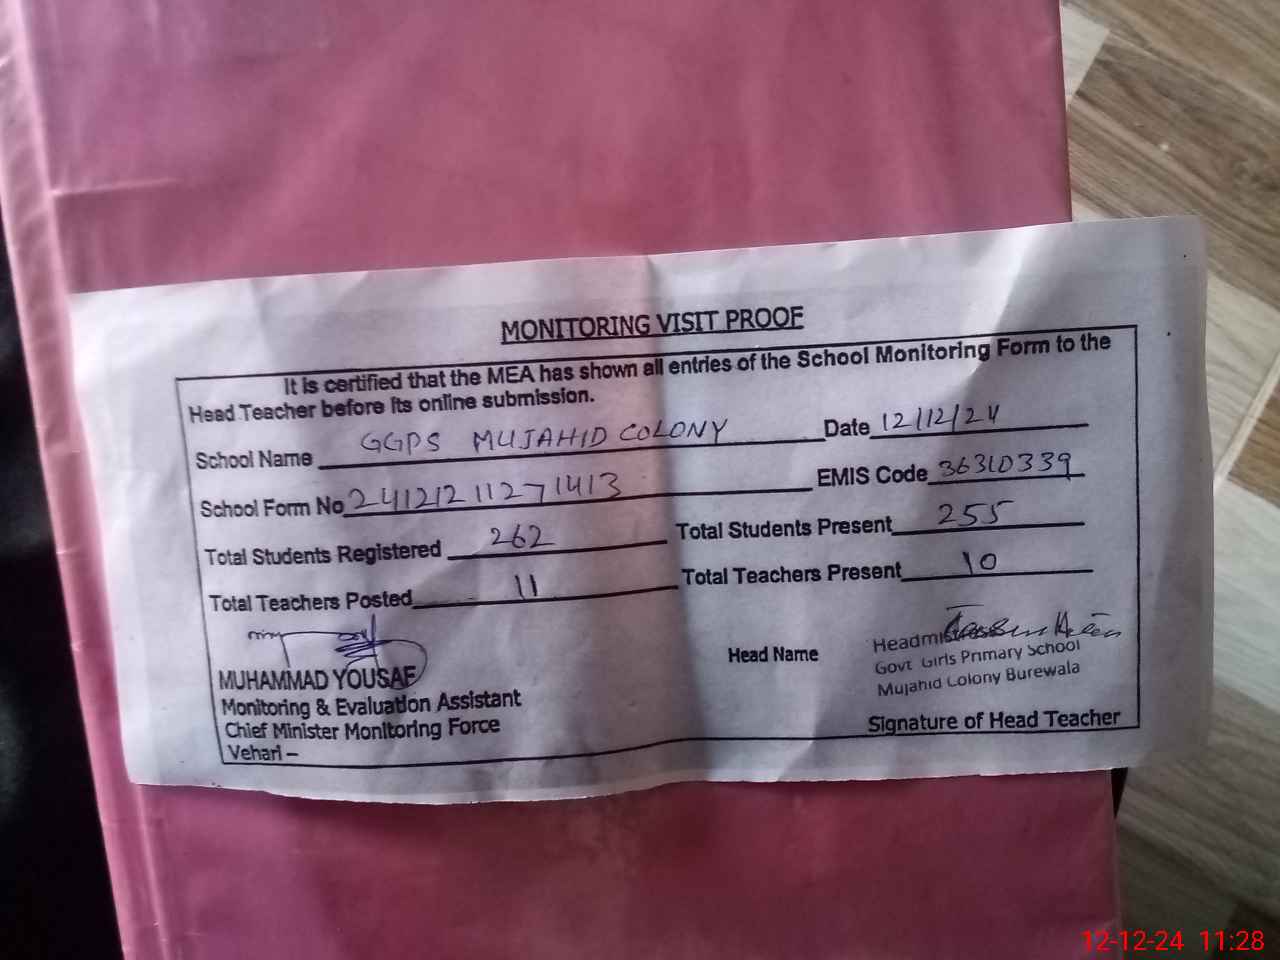 MONITORING VISIT PROOF
It is certified that the MEA has shown all entries of the School Monitoring Form to the
Head Teacher before its online submission.
School Name GGPS MUJAHID COLONY Date 12/12/24
School Form No 24121211271413 EMIS Code 36310339
Total Students Registered 262 Total Students Present 255
Total Teachers Posted 11 Total Teachers Present 10
MUHAMMAD YOUSAF
Monitoring & Evaluation Assistant
Chief Minister Monitoring Force
Vehari –
Head Name
Headmistress
Govt Girls Primary School
Mujahid Colony Burewala
Signature of Head Teacher
12-12-24 11:28